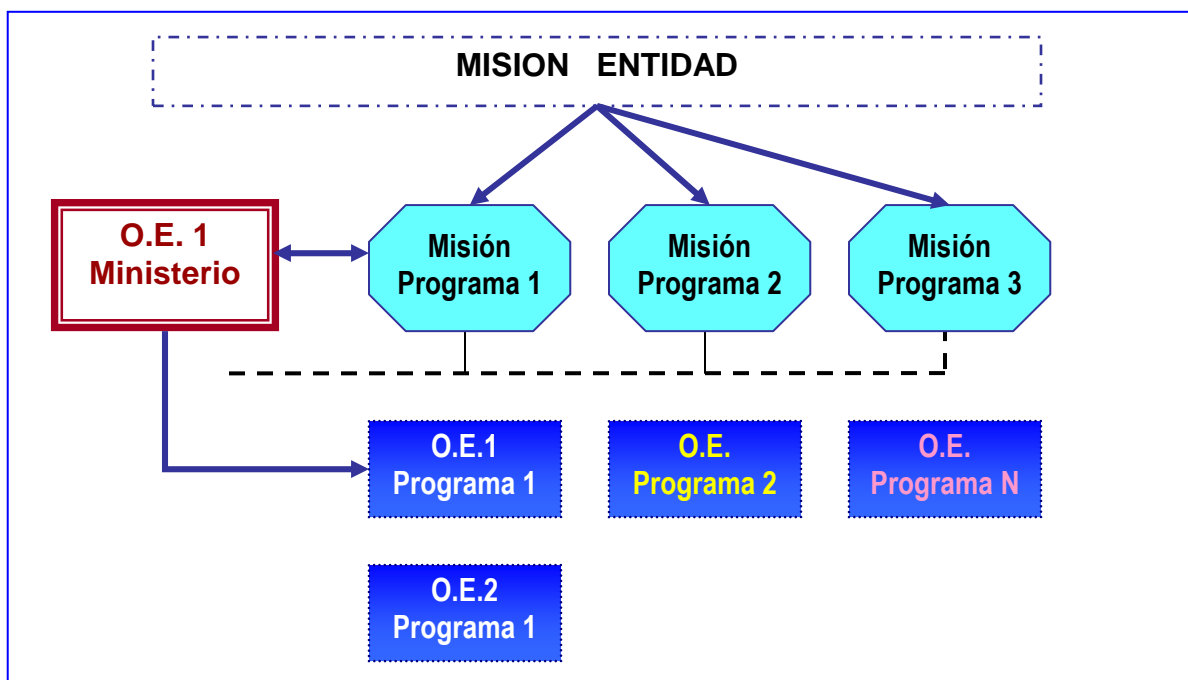 MISION ENTIDAD
O.E. 1
Ministerio
Misión
Programa 1
Misión
Programa 2
Misión
Programa 3
O.E.1
Programa 1
O.E.
Programa 2
O.E.
Programa N
O.E.2
Programa 1